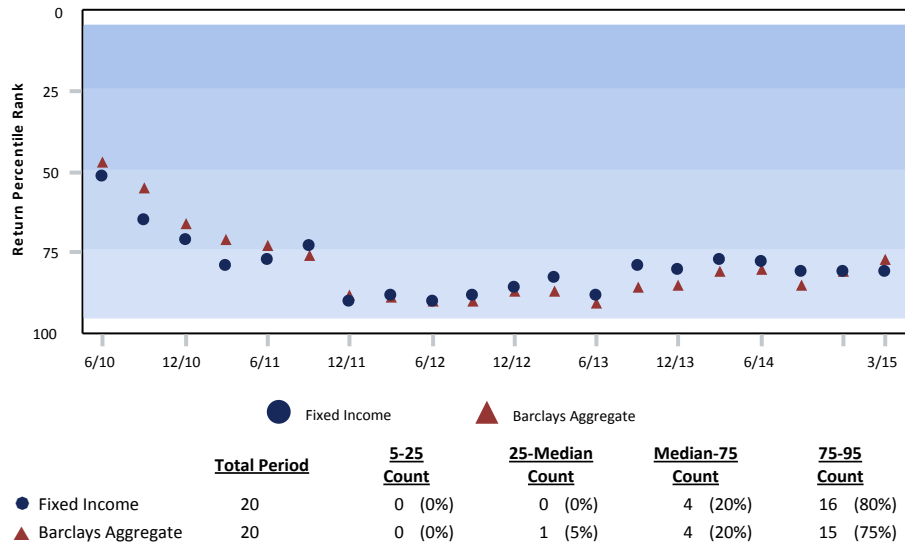 0
25
50
75
100
Return Percentile Rank
6/10 12/10 6/11 12/11 6/12 12/12 6/13 12/13 6/14 3/15
Fixed Income Barclays Aggregate
5-25 25-Median Median-75 75-95
Total Period Count Count Count Count
Fixed Income 20 0 (0%) 0 (0%) 4 (20%) 16 (80%)
Barclays Aggregate 20 0 (0%) 1 (5%) 4 (20%) 15 (75%)